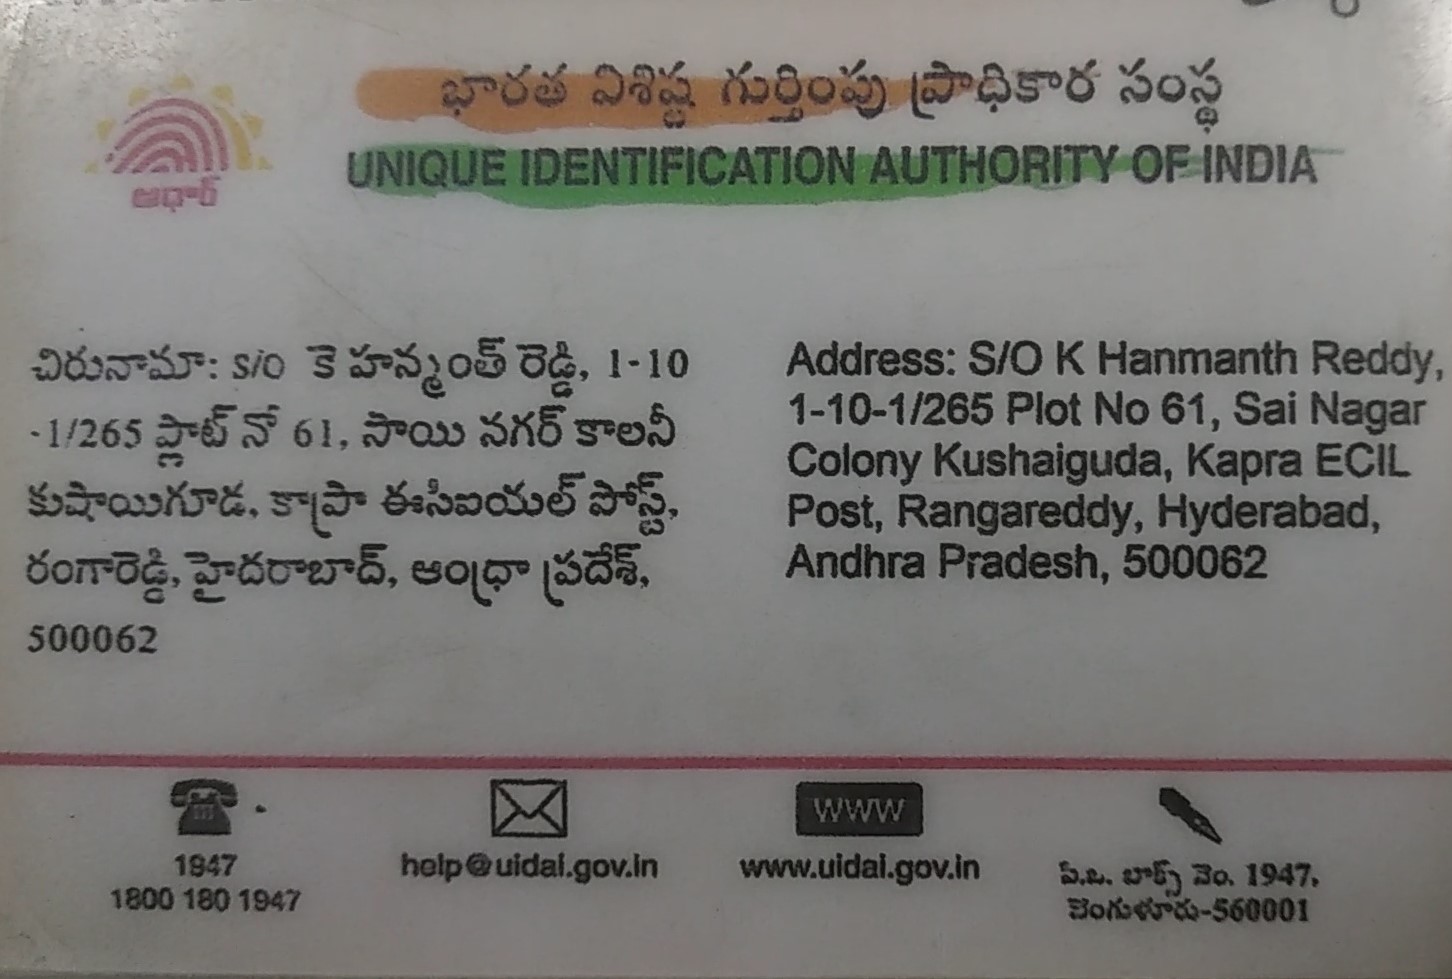 భారత విశిష్ట గుర్తింపు ప్రాధికార సంస్థ
UNIQUE IDENTIFICATION AUTHORITY OF INDIA
ఆధార్
చిరునామా: S/O కె హన్మంత్ రెడ్డి, 1-10
-1/265 ప్లాట్ నో 61, సాయి నగర్ కాలనీ
కుషాయిగూడ, కాప్రా ఈసిఐయల్ పోస్ట్,
రంగారెడ్డి, హైదరాబాద్, ఆంధ్రా ప్రదేశ్,
500062
Address: S/O K Hanmanth Reddy,
1-10-1/265 Plot No 61, Sai Nagar
Colony Kushaiguda, Kapra ECIL
Post, Rangareddy, Hyderabad,
Andhra Pradesh, 500062
1947
1800 180 1947
help@uidai.gov.in
WWW
www.uidai.gov.in
పి.ఒ. బాక్స్ నెం. 1947,
బెంగుళూరు-560001